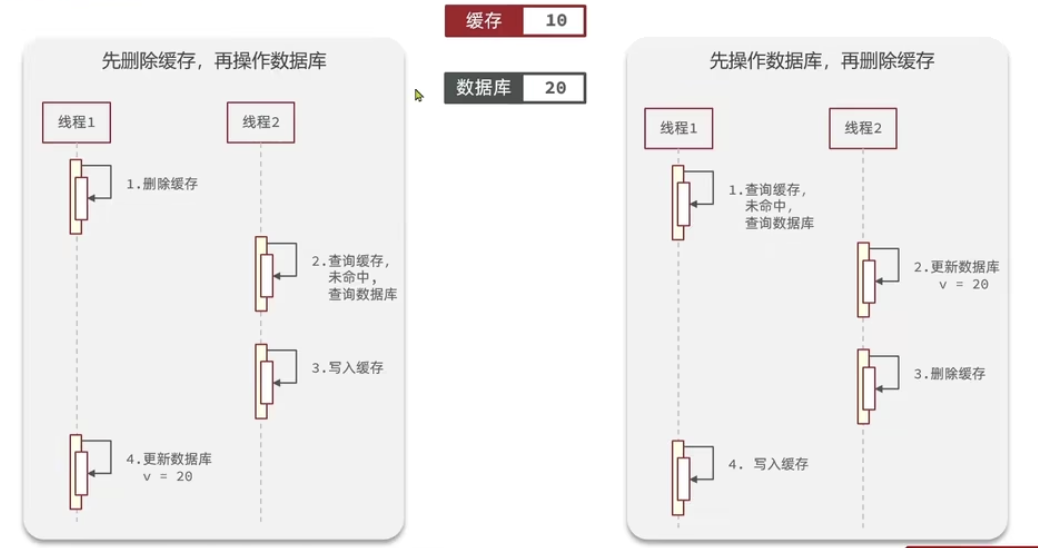 缓存 10
数据库 20
先删除缓存，再操作数据库
线程1 线程2
1.删除缓存
2.查询缓存，
未命中，
查询数据库
3.写入缓存
4.更新数据库
v = 20
先操作数据库，再删除缓存
线程1 线程2
1.查询缓存，
未命中，
查询数据库
2.更新数据库
v = 20
3.删除缓存
4. 写入缓存